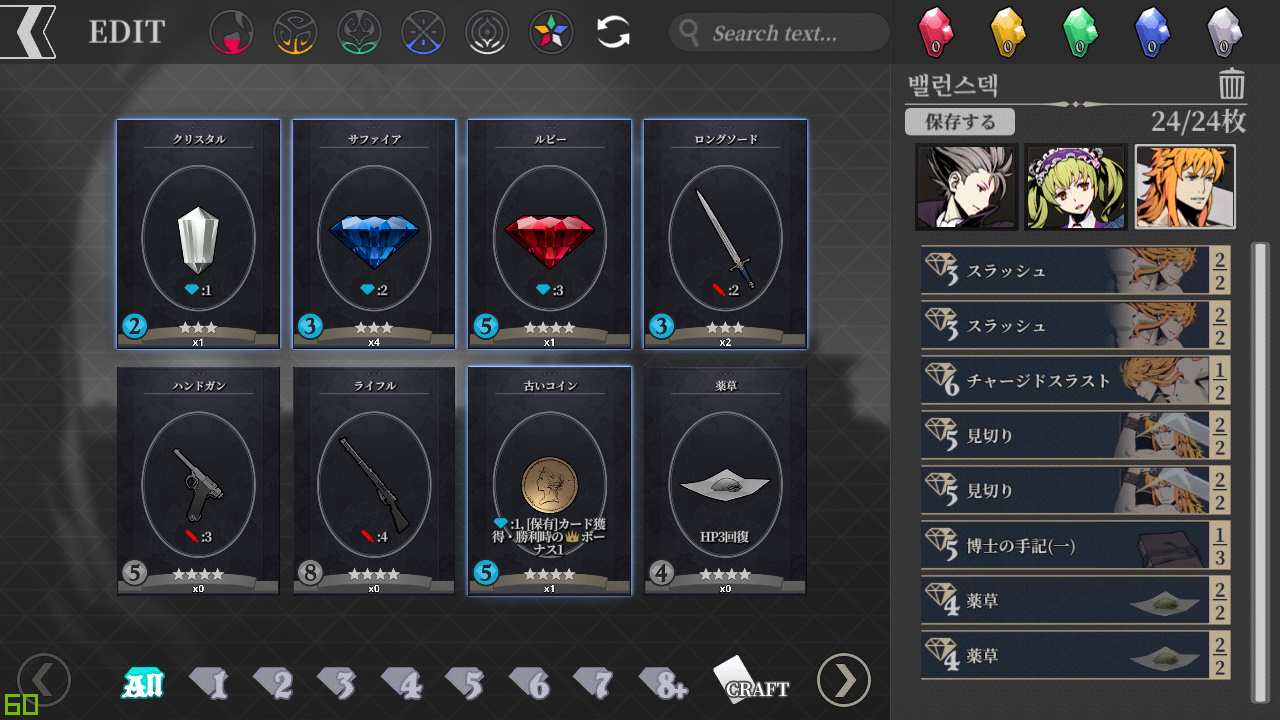 EDIT
Search text...
0
0
0
0
0
밸런스덱
保存する
24/24枚
クリスタル
:1
2
x1
サファイア
:2
3
x4
ルビー
:3
5
x1
ロングソード
:2
3
x2
ハンドガン
:3
5
x0
ライフル
:4
8
x0
古いコイン
:1, [保有]カード獲
得・勝利時の ボー
ナス1
5
x1
薬草
HP3回復
4
x0
3 スラッシュ 2/2
3 スラッシュ 2/2
6 チャージドスラスト 1/2
5 見切り 2/2
5 見切り 2/2
5 博士の手記(一) 1/3
4 薬草 2/2
4 薬草 2/2
All 1 2 3 4 5 6 7 8+ CRAFT
60